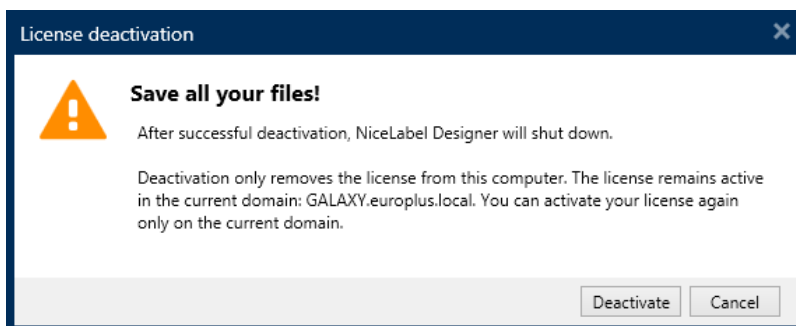 License deactivation
Save all your files!
After successful deactivation, NiceLabel Designer will shut down.
Deactivation only removes the license from this computer. The license remains active
in the current domain: GALAXY.europlus.local. You can activate your license again
only on the current domain.
Deactivate Cancel